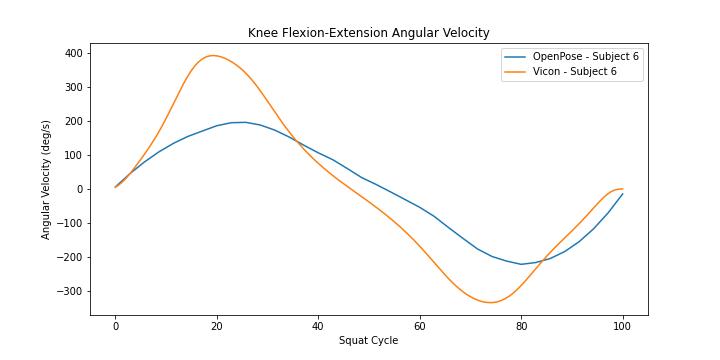 Knee Flexion-Extension Angular Velocity
OpenPose - Subject 6
Vicon - Subject 6
Angular Velocity (deg/s)
400
300
200
100
0
−100
−200
−300
0 20 40 60 80 100
Squat Cycle